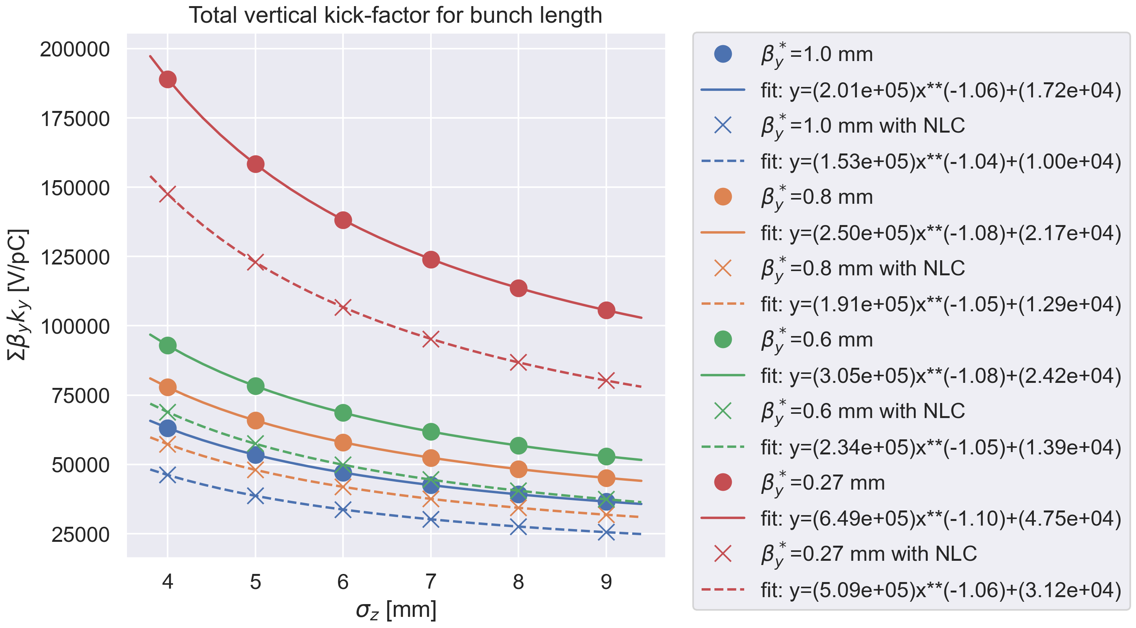 Total vertical kick-factor for bunch length
200000
175000
150000
125000
100000
75000
50000
25000
Σβ_yk_y [V/pC]
4 5 6 7 8 9
σ_z [mm]
β_y^*=1.0 mm
fit: y=(2.01e+05)x**(-1.06)+(1.72e+04)
β_y^*=1.0 mm with NLC
fit: y=(1.53e+05)x**(-1.04)+(1.00e+04)
β_y^*=0.8 mm
fit: y=(2.50e+05)x**(-1.08)+(2.17e+04)
β_y^*=0.8 mm with NLC
fit: y=(1.91e+05)x**(-1.05)+(1.29e+04)
β_y^*=0.6 mm
fit: y=(3.05e+05)x**(-1.08)+(2.42e+04)
β_y^*=0.6 mm with NLC
fit: y=(2.34e+05)x**(-1.05)+(1.39e+04)
β_y^*=0.27 mm
fit: y=(6.49e+05)x**(-1.10)+(4.75e+04)
β_y^*=0.27 mm with NLC
fit: y=(5.09e+05)x**(-1.06)+(3.12e+04)